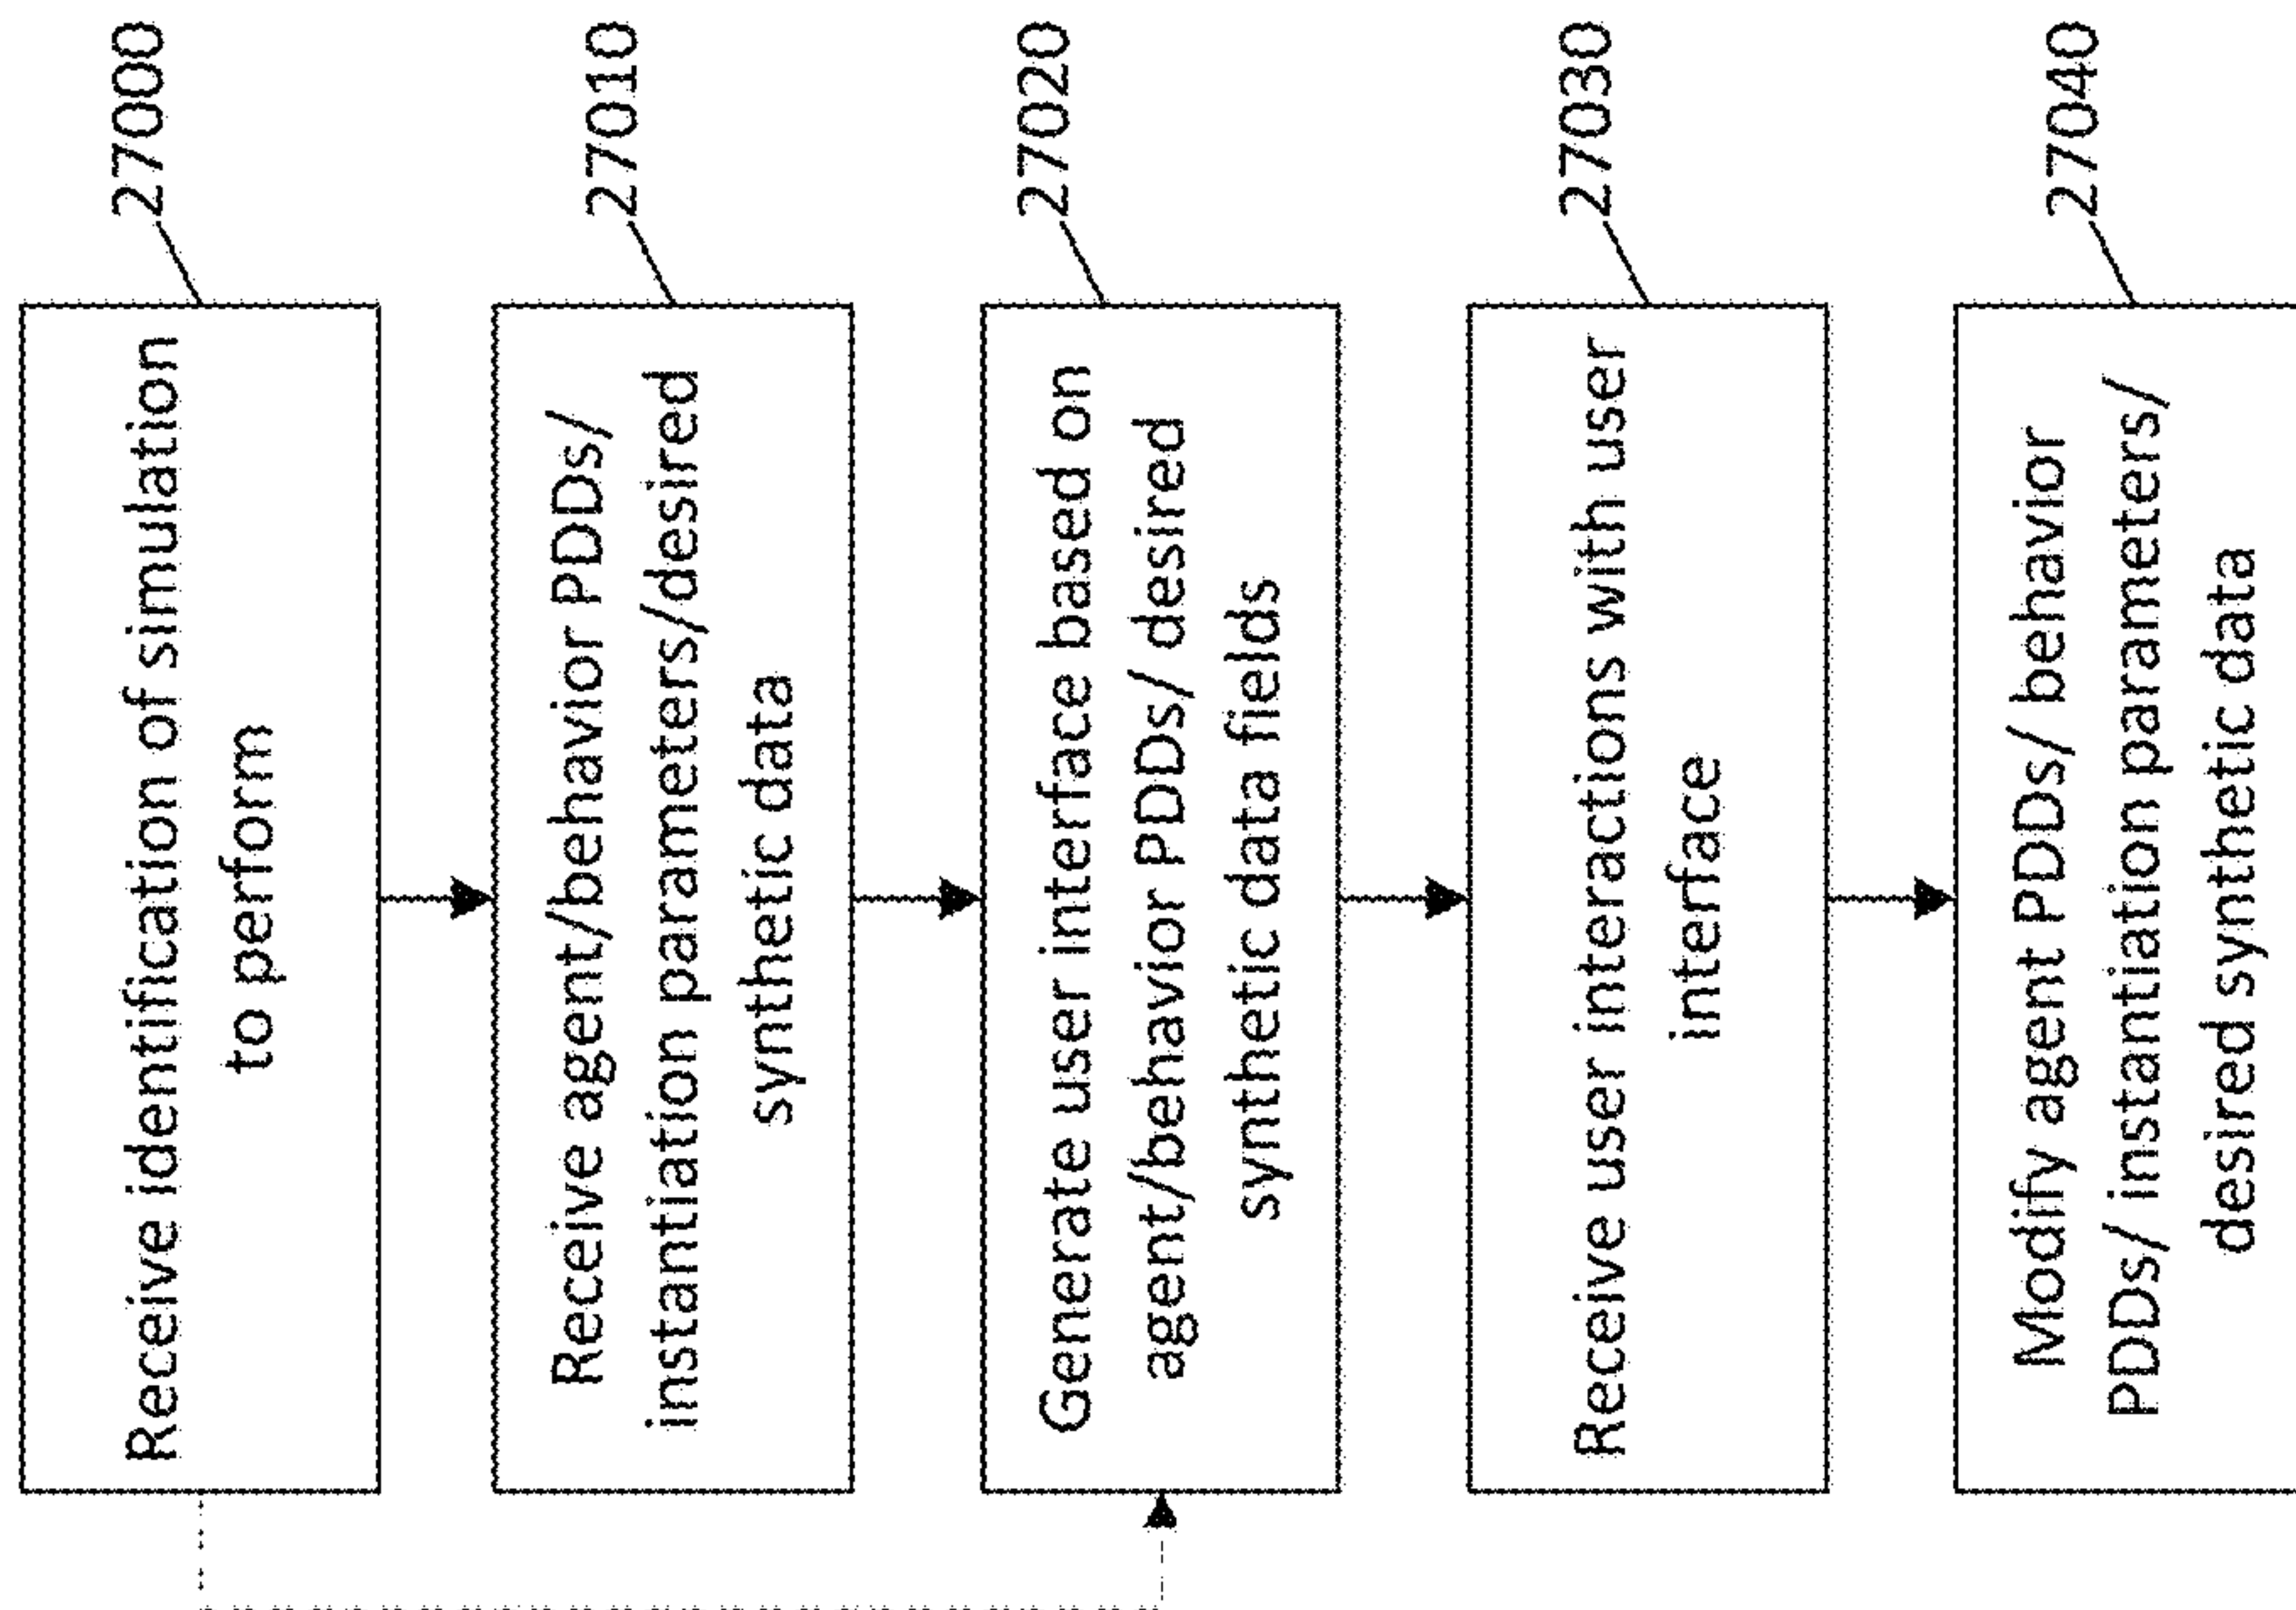 27000
Receive identification of simulation
to perform
27010
Receive agent/behavior PDDs/
instantiation parameters/desired
synthetic data
27020
Generate user interface based on
agent/behavior PDDs/ desired
synthetic data fields
27030
Receive user interactions with user
interface
27040
Modify agent PDDs/ behavior
PDDs/ instantiation parameters/
desired synthetic data